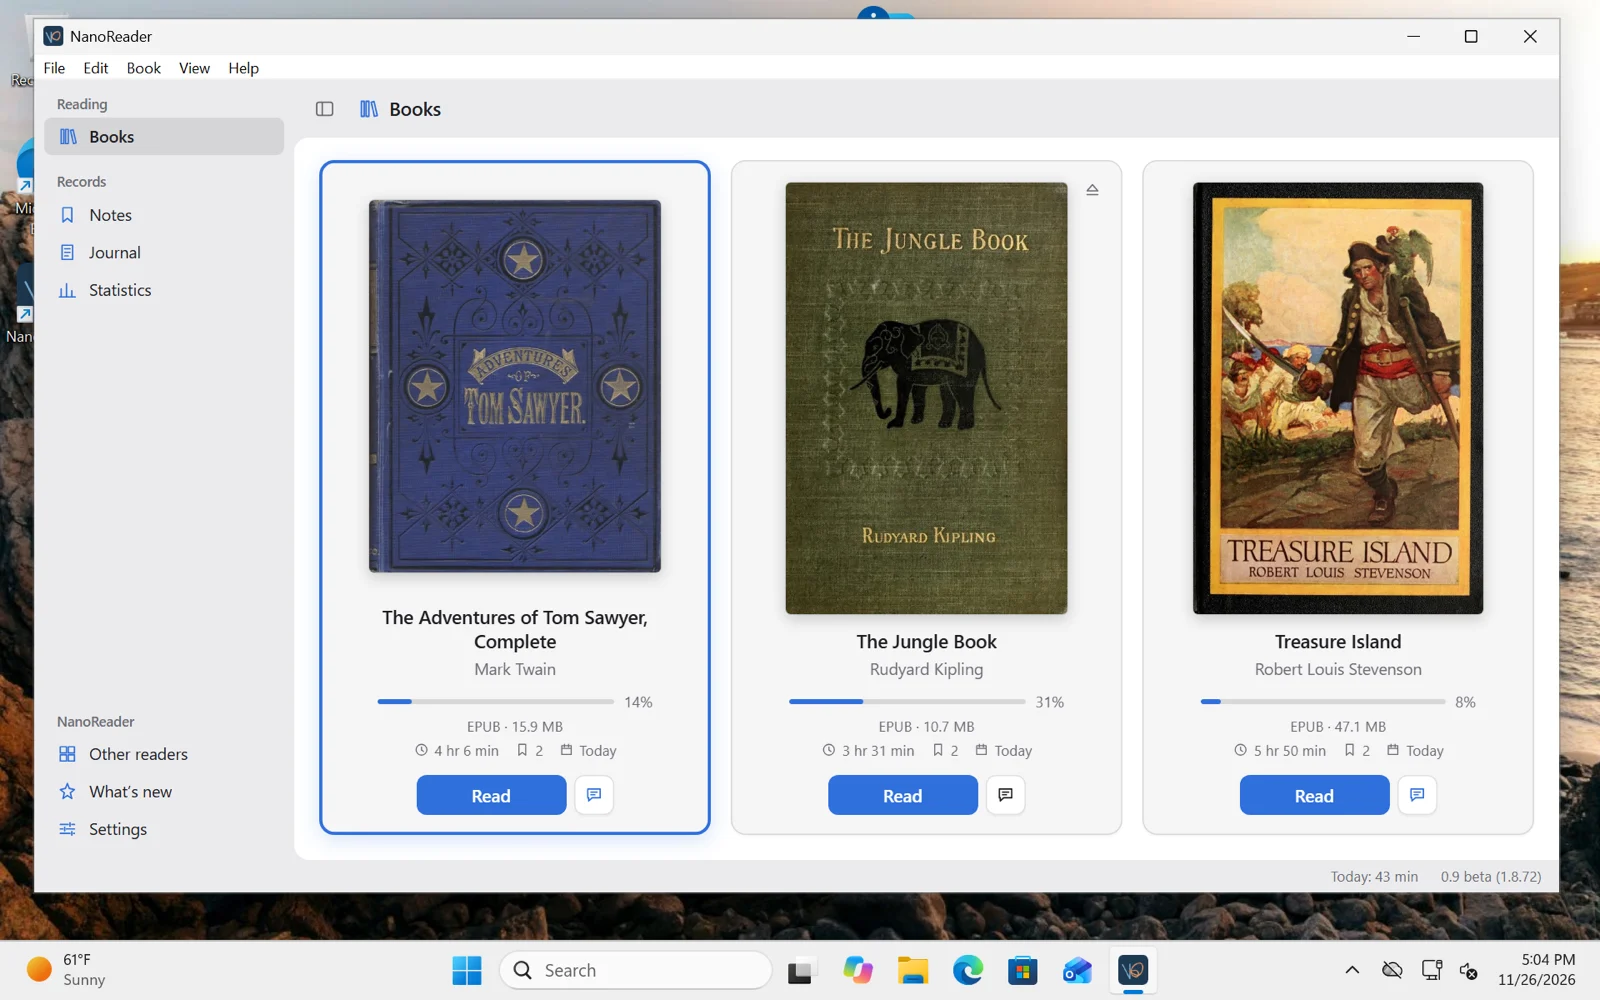 NanoReader
File Edit Book View Help
Rec
Mi
Nan
Reading
Books
Records
Notes
Journal
Statistics
NanoReader
Other readers
What's new
Settings
Books
ADVENTURES
OF
TOM SAWYER.
The Adventures of Tom Sawyer,
Complete
Mark Twain
14%
EPUB · 15.9 MB
4 hr 6 min 2 Today
Read
THE JUNGLE BOOK
RUDYARD KIPLING
The Jungle Book
Rudyard Kipling
31%
EPUB · 10.7 MB
3 hr 31 min 2 Today
Read
TREASURE ISLAND
ROBERT LOUIS STEVENSON
Treasure Island
Robert Louis Stevenson
8%
EPUB · 47.1 MB
5 hr 50 min 2 Today
Read
Today: 43 min 0.9 beta (1.8.72)
61°F
Sunny
Search
5:04 PM
11/26/2026